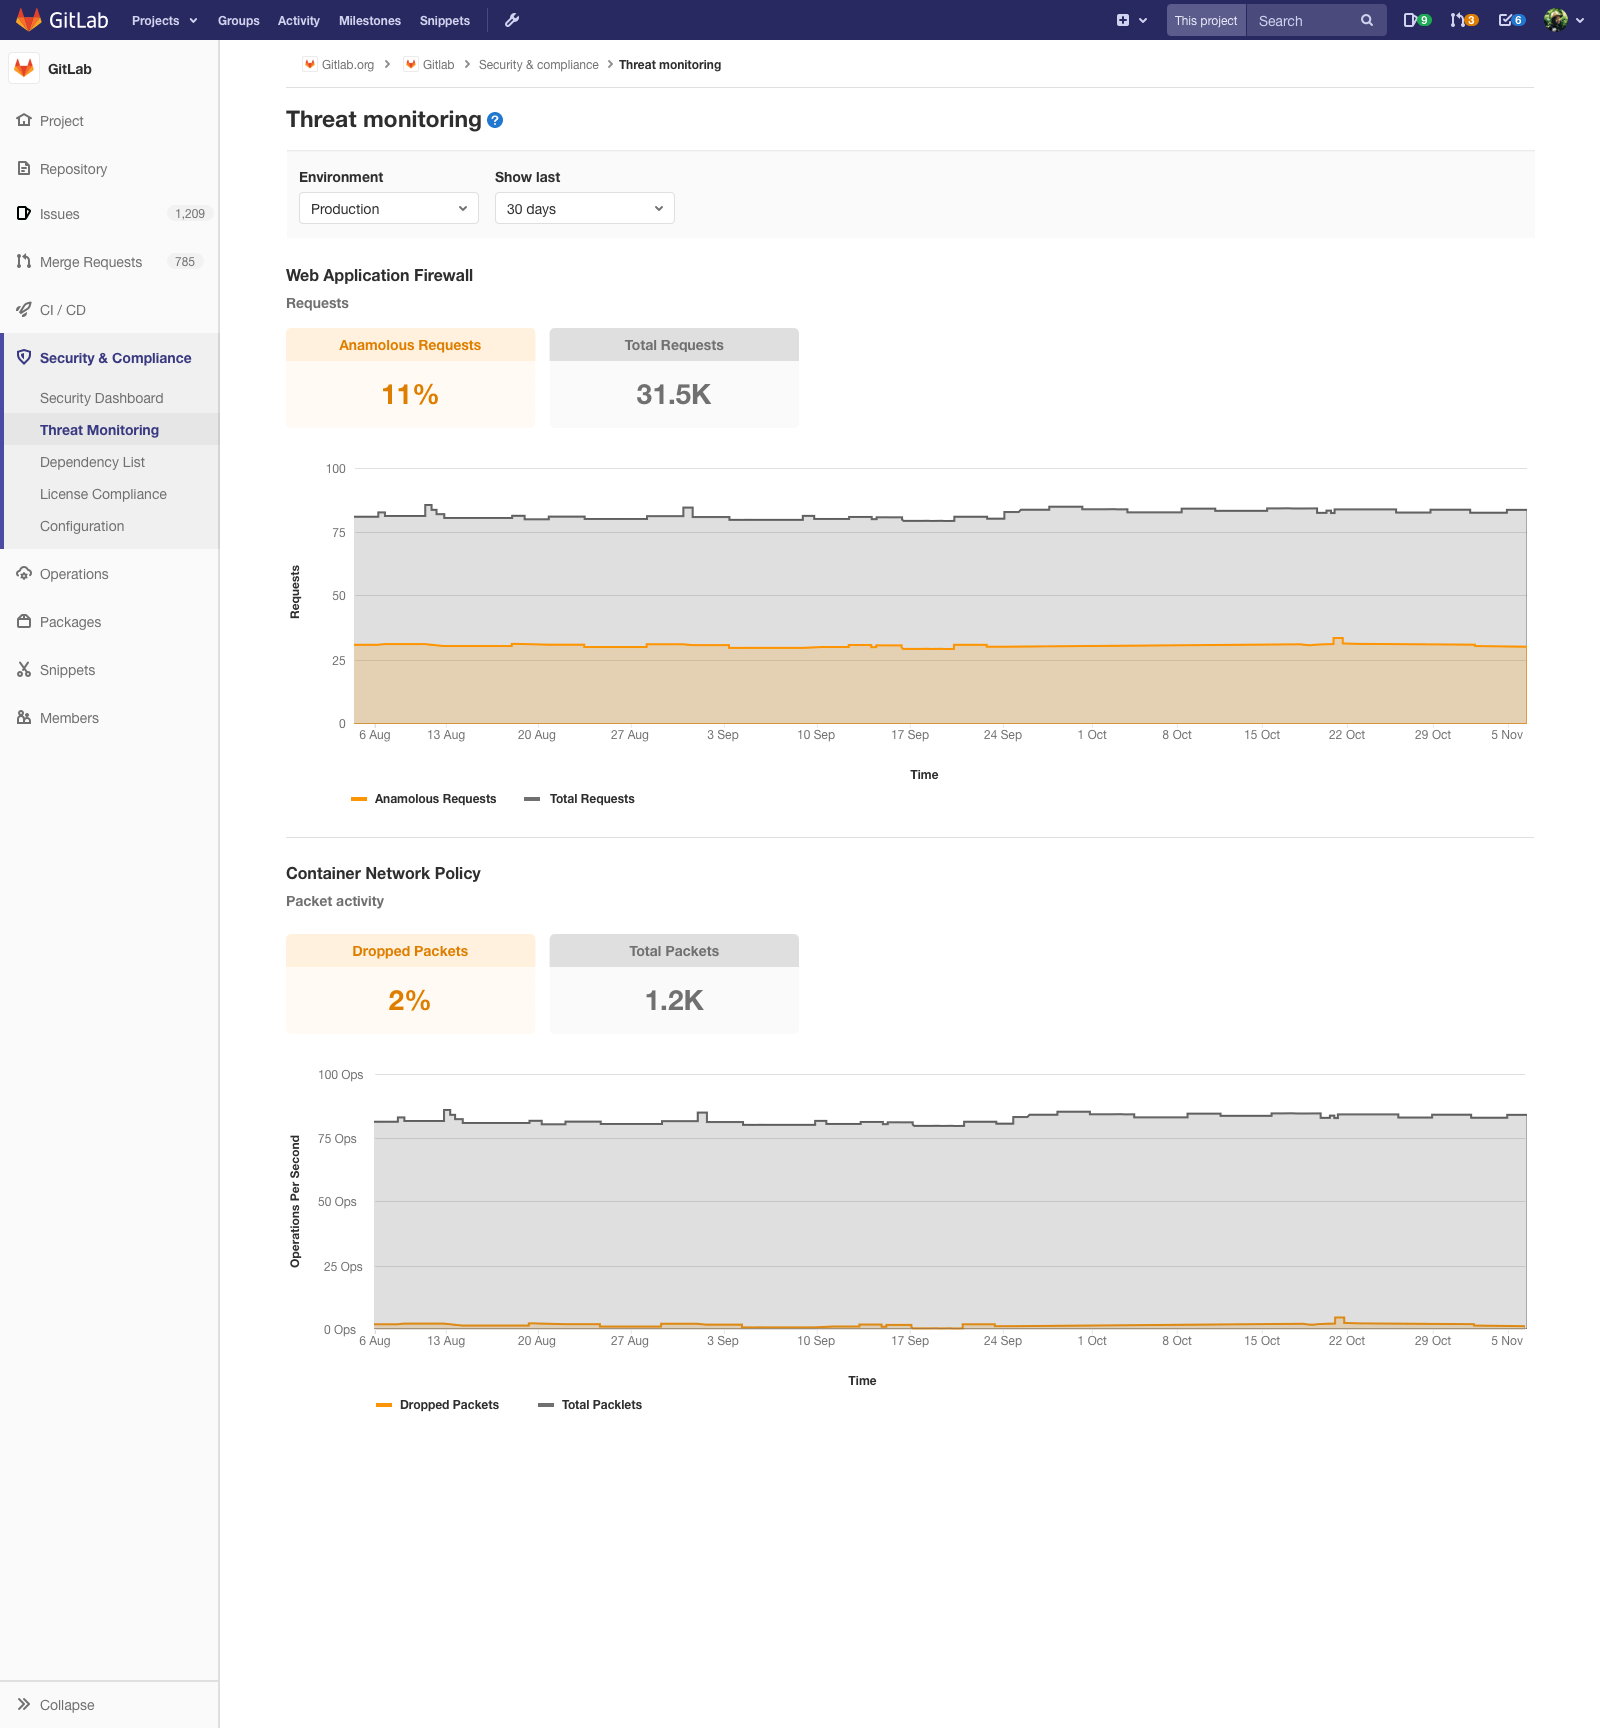 GitLab Projects Groups Activity Milestones Snippets This project Search 9 3 6
GitLab
Project
Repository
Issues 1,209
Merge Requests 785
CI / CD
Security & Compliance
Security Dashboard
Threat Monitoring
Dependency List
License Compliance
Configuration
Operations
Packages
Snippets
Members
Collapse
Gitlab.org Gitlab Security & compliance Threat monitoring
Threat monitoring ?
Environment Show last
Production 30 days
Web Application Firewall
Requests
Anamolous Requests Total Requests
11% 31.5K
100
75
50
25
0
Requests
6 Aug 13 Aug 20 Aug 27 Aug 3 Sep 10 Sep 17 Sep 24 Sep 1 Oct 8 Oct 15 Oct 22 Oct 29 Oct 5 Nov
Time
Anamolous Requests Total Requests
Container Network Policy
Packet activity
Dropped Packets Total Packets
2% 1.2K
100 Ops
75 Ops
50 Ops
25 Ops
0 Ops
Operations Per Second
6 Aug 13 Aug 20 Aug 27 Aug 3 Sep 10 Sep 17 Sep 24 Sep 1 Oct 8 Oct 15 Oct 22 Oct 29 Oct 5 Nov
Time
Dropped Packets Total Packlets